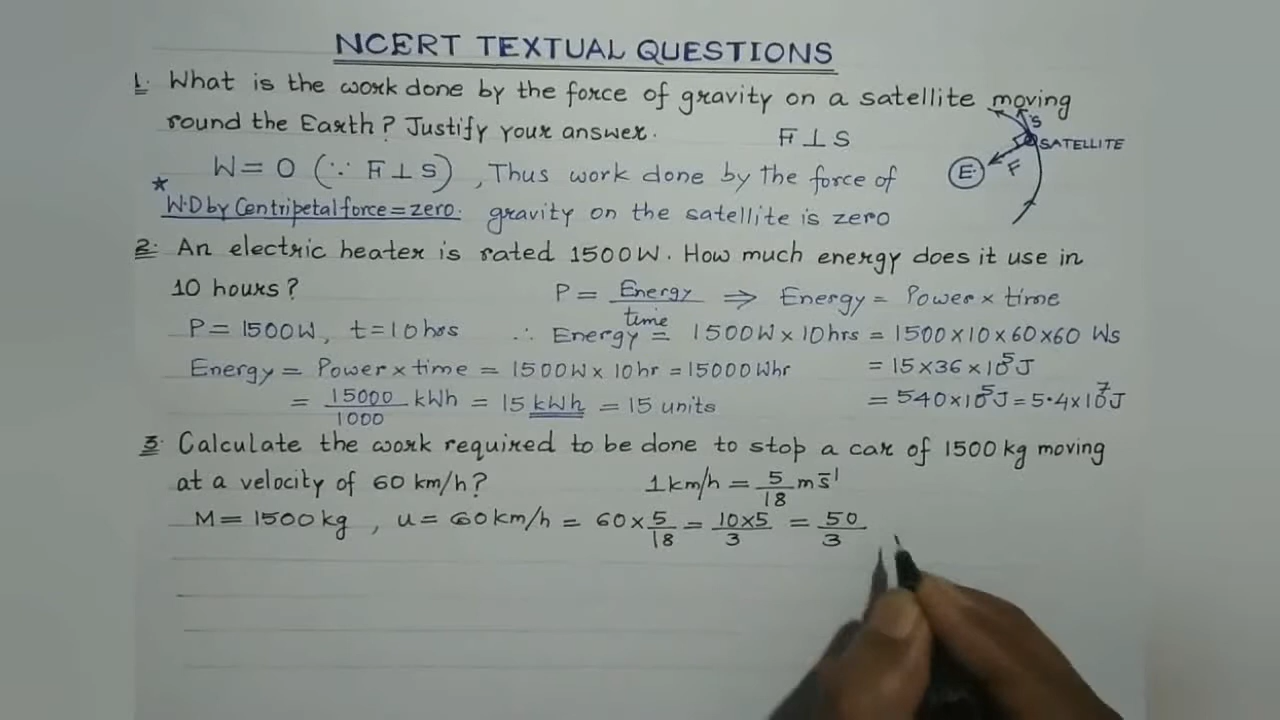 NCERT TEXTUAL QUESTIONS
1. What is the work done by the force of gravity on a satellite moving
round the Earth? Justify your answer. F ⊥ S
S
SATELLITE
E
F
W = 0 (∵ F ⊥ S), Thus work done by the force of
* W.D by Centripetal force = zero. gravity on the satellite is zero
2. An electric heater is rated 1500W. How much energy does it use in
10 hours? P = Energy/time ⇒ Energy = Power × time
P = 1500W, t = 10 hrs ∴ Energy = 1500W × 10 hrs = 1500×10×60×60 Ws
Energy = Power × time = 1500W × 10 hr = 15000 Whr = 15×36×10⁵ J
= 15000/1000 kWh = 15 kWh = 15 units = 540×10⁵ J = 5.4×10⁷ J
3. Calculate the work required to be done to stop a car of 1500 kg moving
at a velocity of 60 km/h? 1 km/h = 5/18 ms⁻¹
M = 1500 kg, u = 60 km/h = 60 × 5/18 = 10×5/3 = 50/3